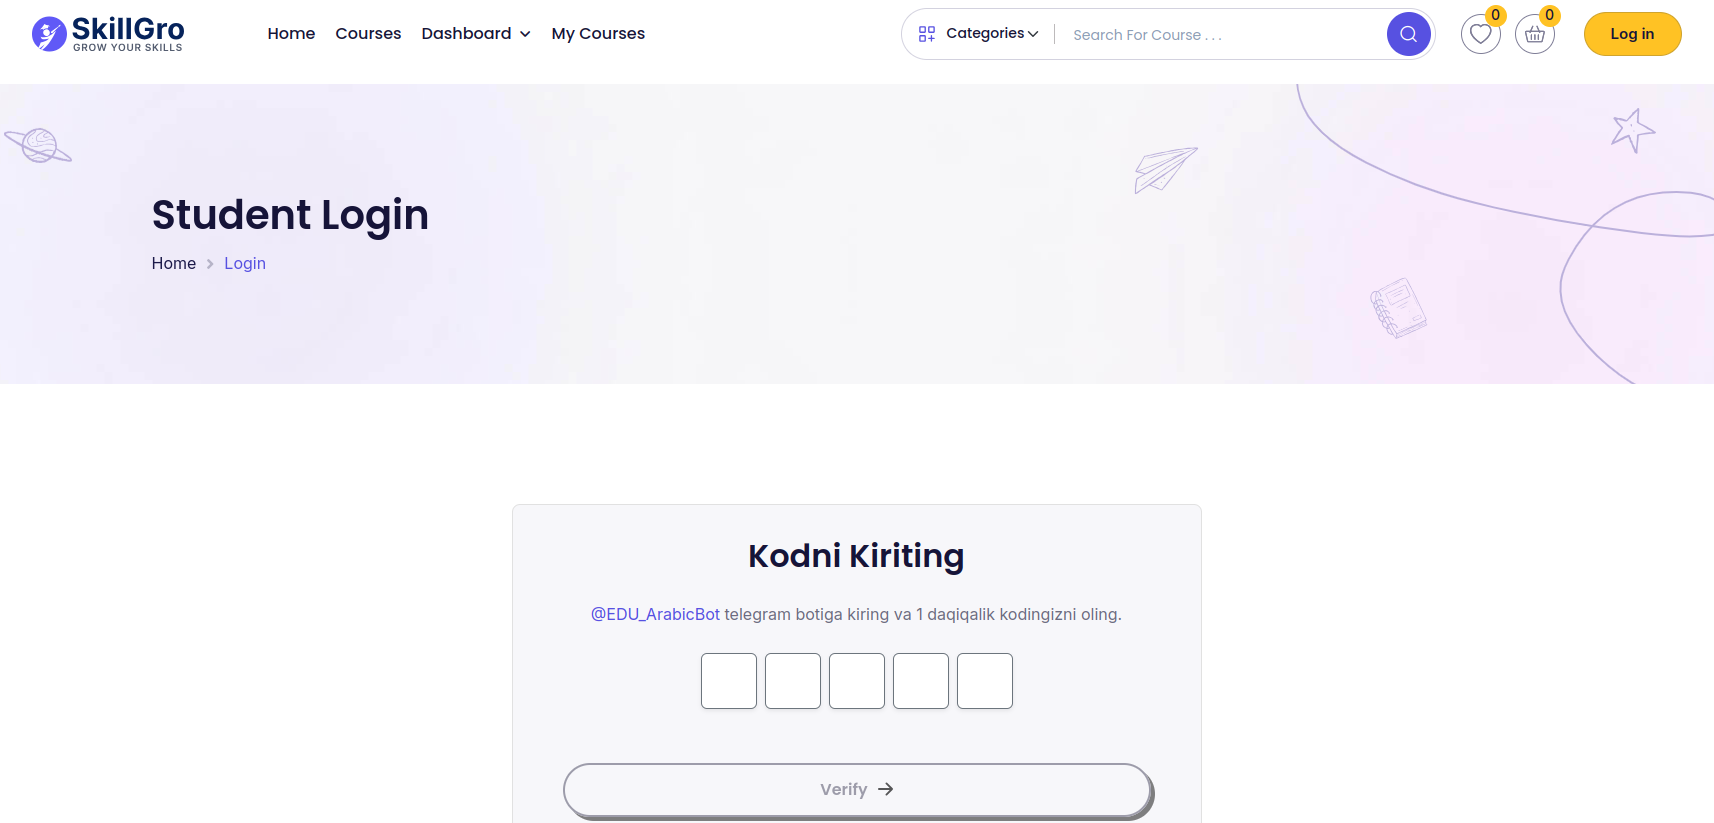 SkillGro
GROW YOUR SKILLS
Home Courses Dashboard My Courses
Categories Search For Course . . .
0 0
Log in
Student Login
Home Login
Kodni Kiriting
@EDU_ArabicBot telegram botiga kiring va 1 daqiqalik kodingizni oling.
Verify